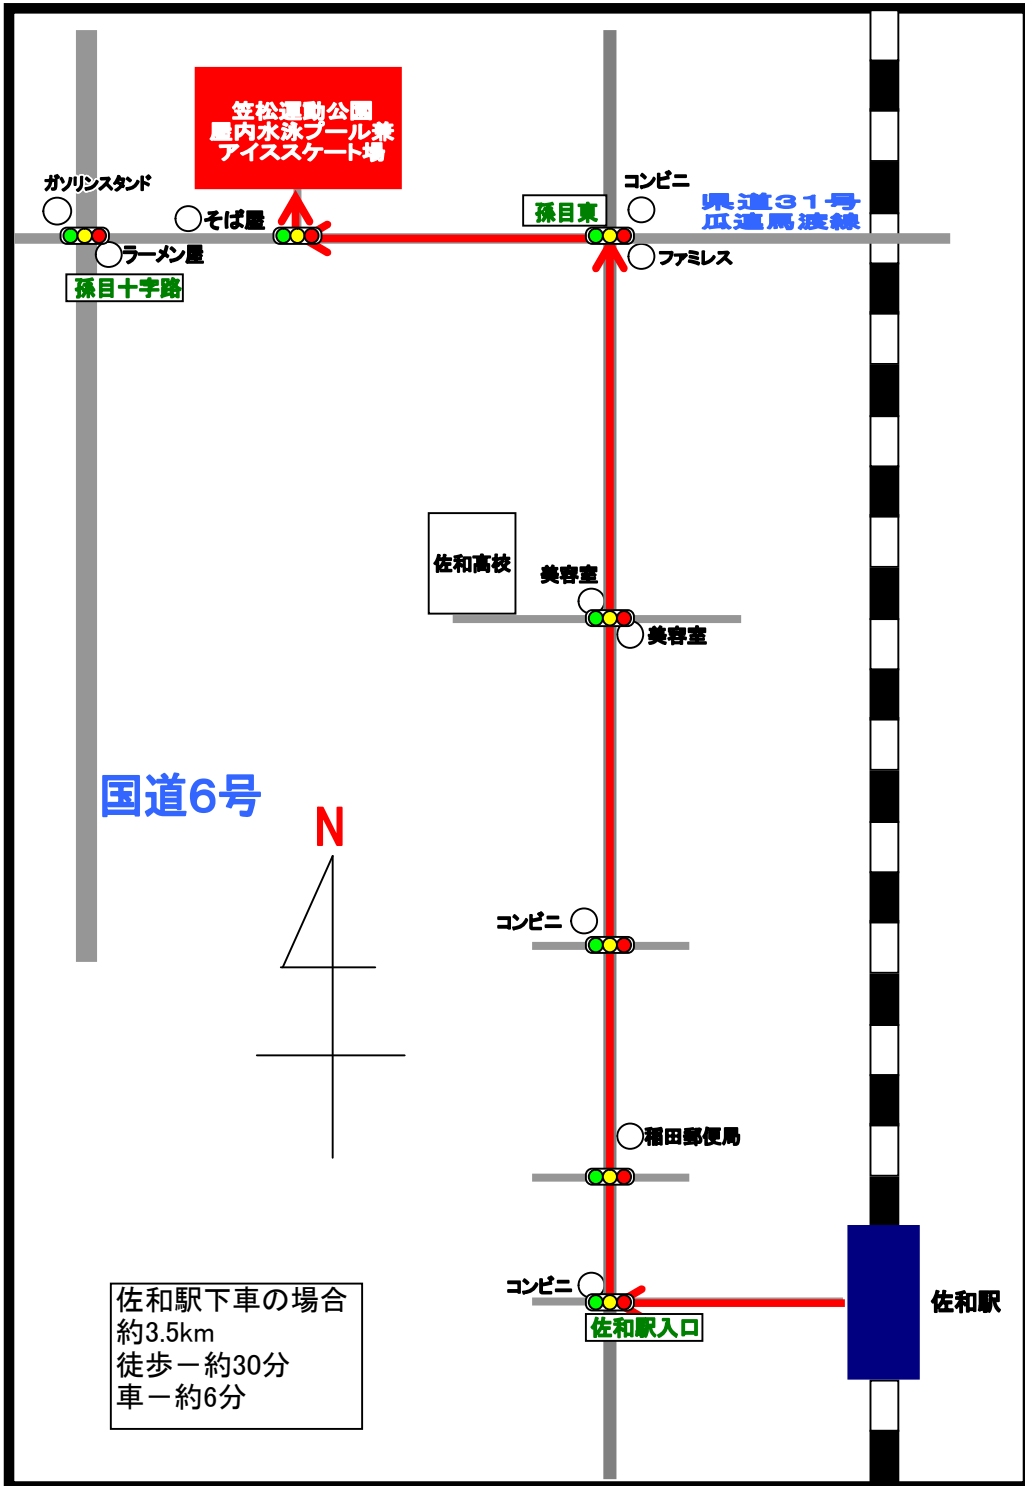 笠松運動公園
屋内水泳プール兼
アイススケート場
ガソリンスタンド
そば屋
ラーメン屋
孫目十字路
孫目東
コンビニ
ファミレス
県道31号
瓜連馬渡線
佐和高校
美容室
美容室
国道6号
N
コンビニ
稲田郵便局
コンビニ
佐和駅入口
佐和駅
佐和駅下車の場合
約3.5km
徒歩－約30分
車－約6分